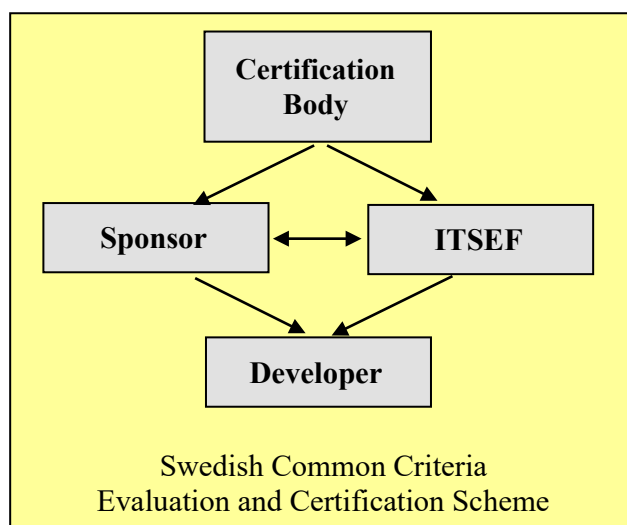 Certification
Body
Sponsor
ITSEF
Developer
Swedish Common Criteria
Evaluation and Certification Scheme